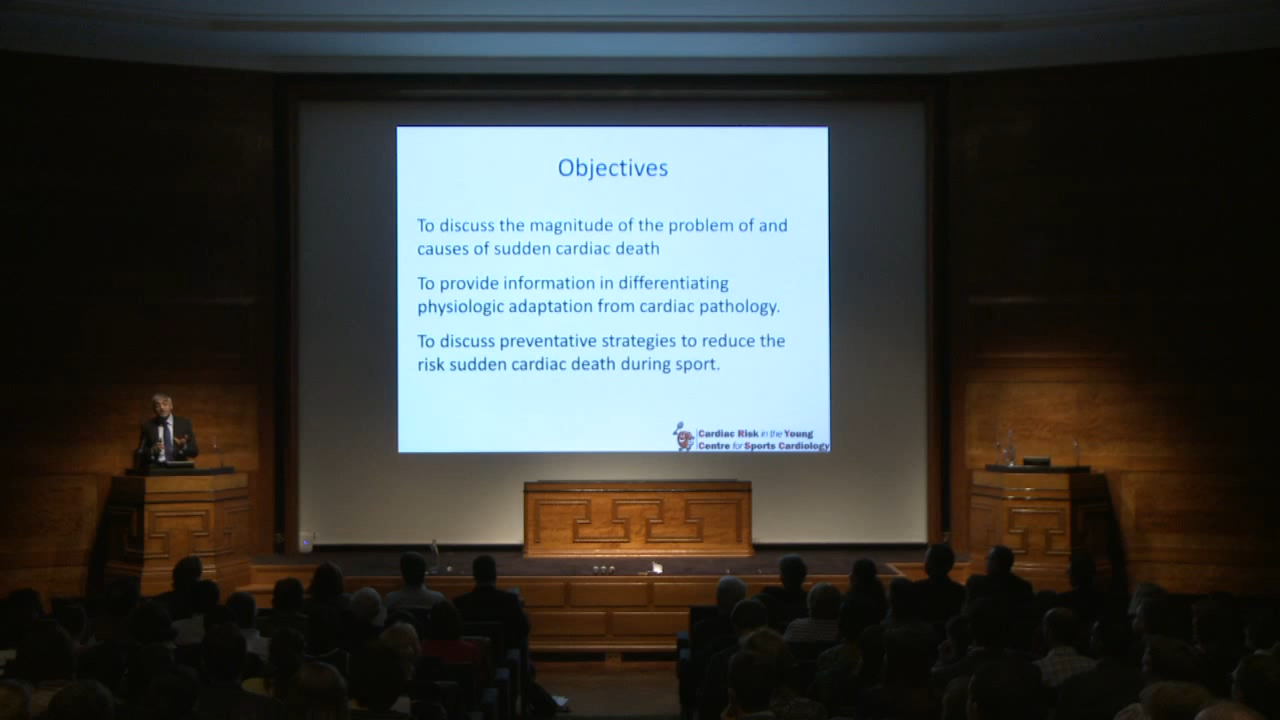 Objectives
To discuss the magnitude of the problem of and
causes of sudden cardiac death
To provide information in differentiating
physiologic adaptation from cardiac pathology.
To discuss preventative strategies to reduce the
risk sudden cardiac death during sport.
Cardiac Risk in the Young
Centre for Sports Cardiology